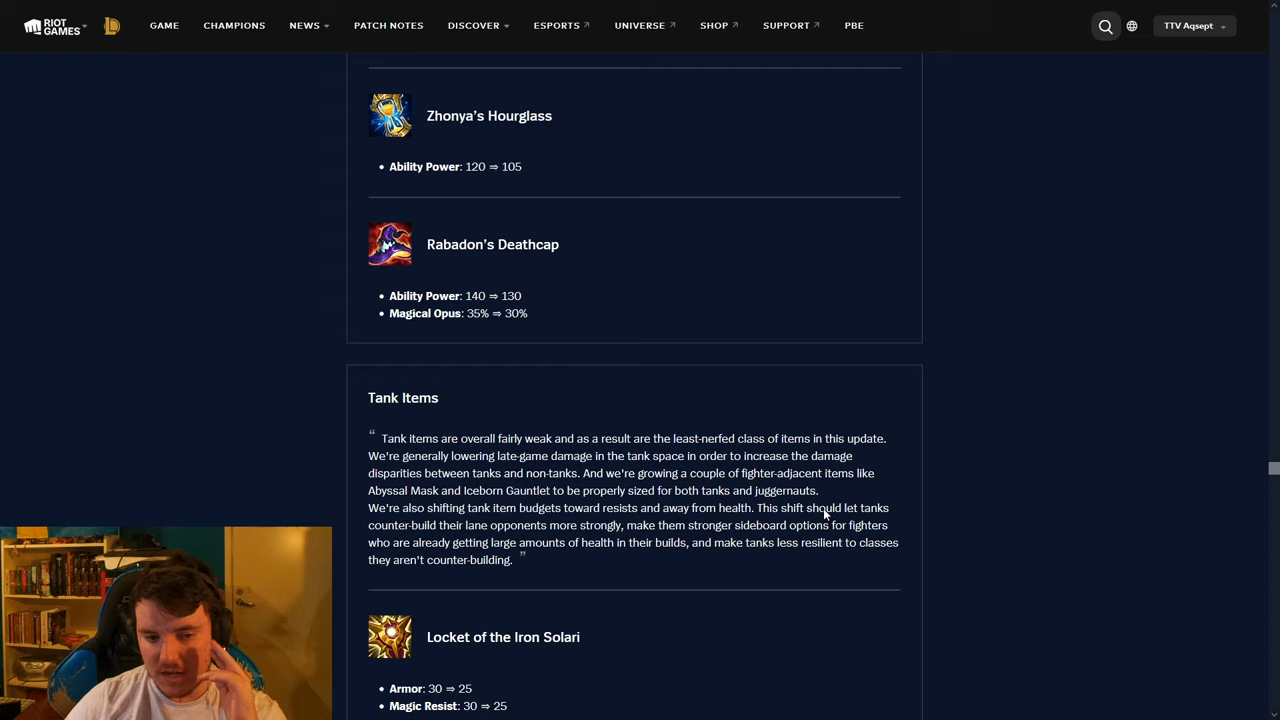 RIOT GAMES GAME CHAMPIONS NEWS PATCH NOTES DISCOVER ESPORTS UNIVERSE SHOP SUPPORT PBE TTV Aqsept
Zhonya’s Hourglass
• Ability Power: 120 ⇒ 105
Rabadon’s Deathcap
• Ability Power: 140 ⇒ 130
• Magical Opus: 35% ⇒ 30%
Tank Items
“ Tank items are overall fairly weak and as a result are the least-nerfed class of items in this update.
We're generally lowering late-game damage in the tank space in order to increase the damage
disparities between tanks and non-tanks. And we're growing a couple of fighter-adjacent items like
Abyssal Mask and Iceborn Gauntlet to be properly sized for both tanks and juggernauts.
We're also shifting tank item budgets toward resists and away from health. This shift should let tanks
counter-build their lane opponents more strongly, make them stronger sideboard options for fighters
who are already getting large amounts of health in their builds, and make tanks less resilient to classes
they aren't counter-building. ”
Locket of the Iron Solari
• Armor: 30 ⇒ 25
• Magic Resist: 30 ⇒ 25